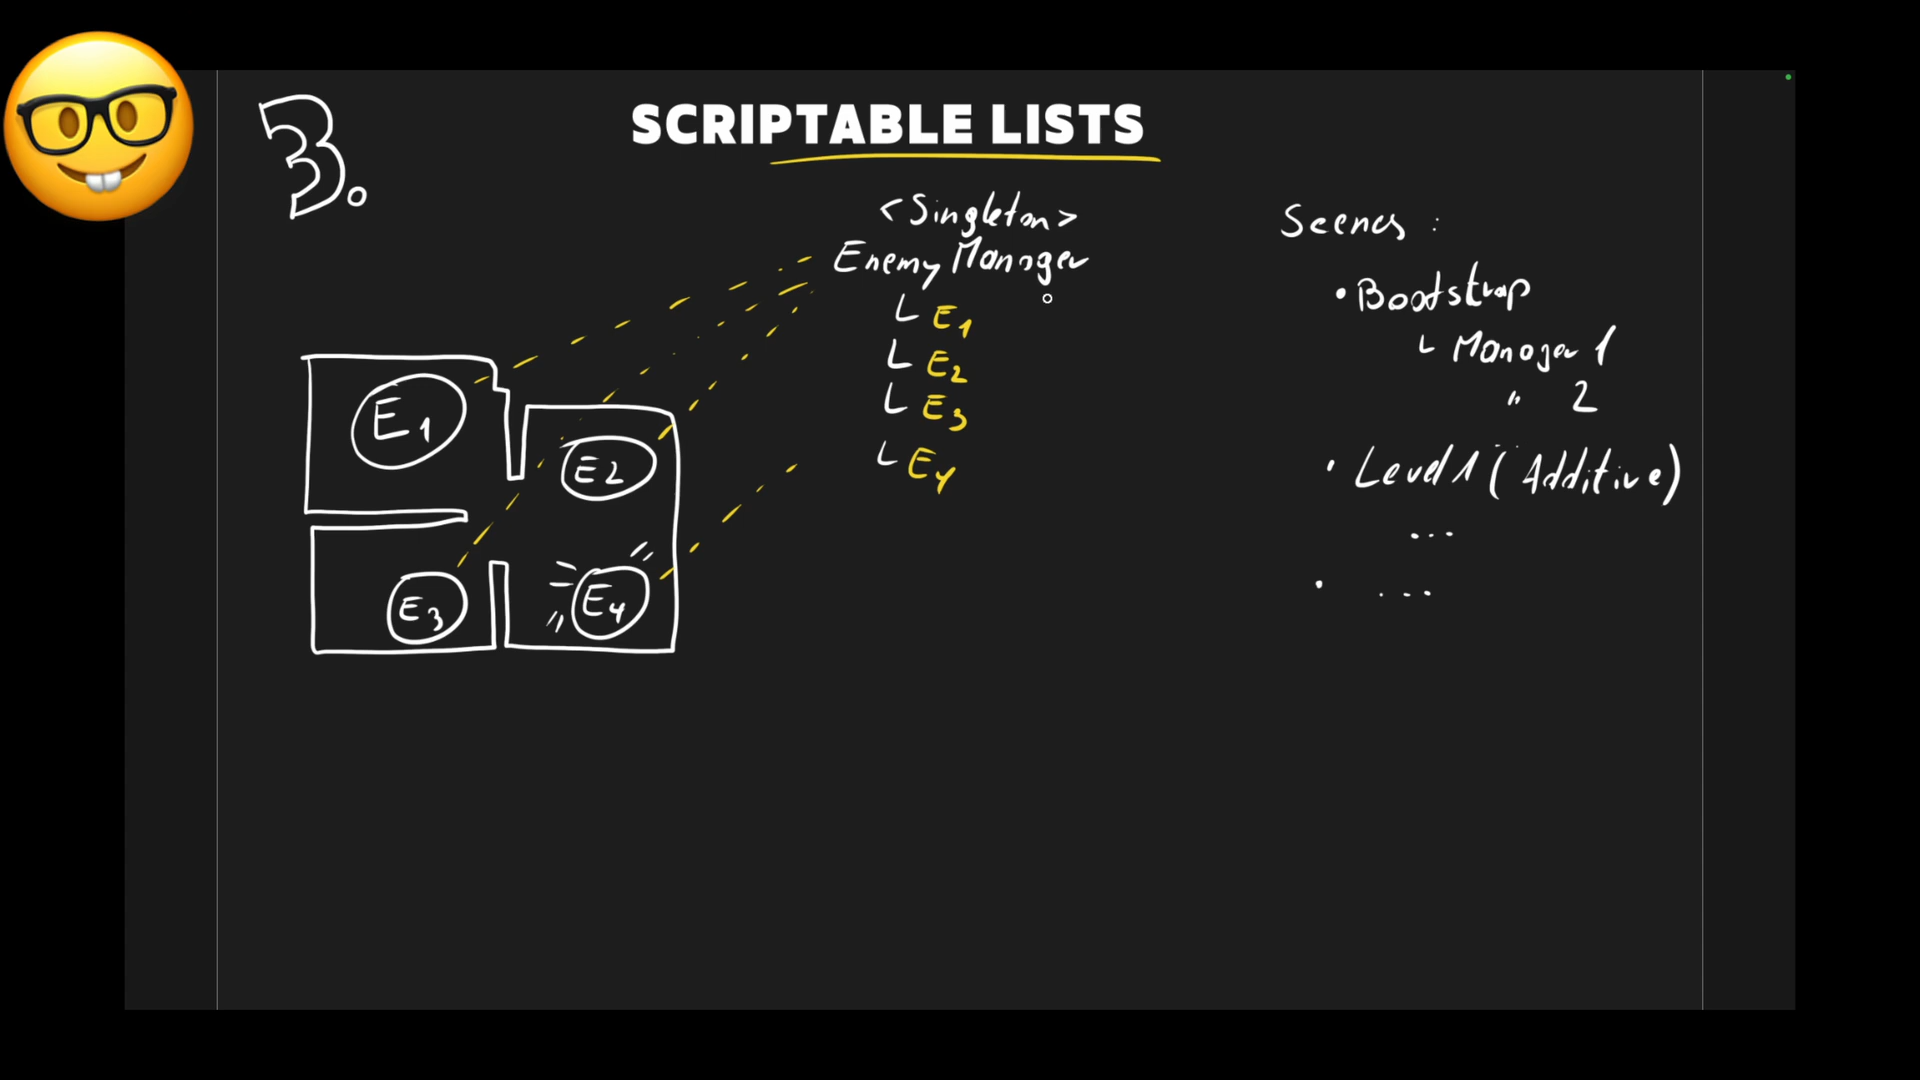 3.
SCRIPTABLE LISTS
<Singleton>
Enemy Manager
E1
E2
E3
E4
Scenes :
• Bootstrap
Manager 1
" 2
• Level 1 (Additive)
...
• ...
E1
E2
E3
E4